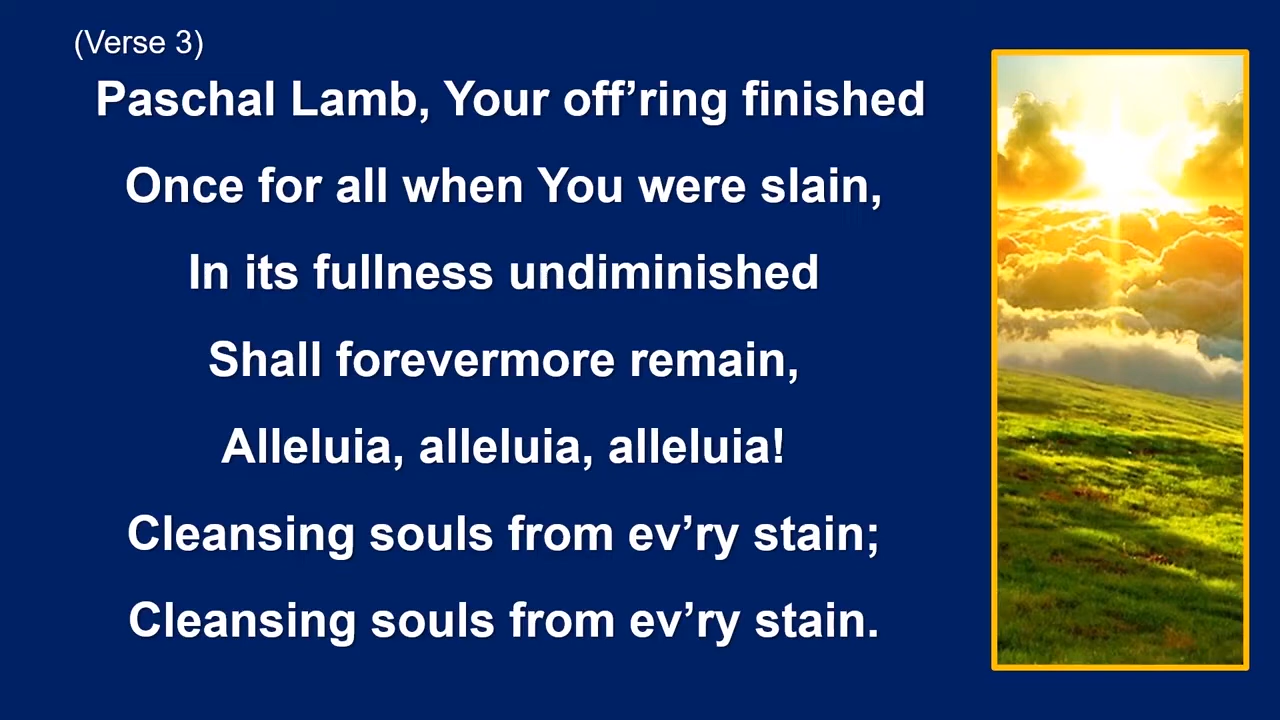 (Verse 3)
Paschal Lamb, Your off’ring finished
Once for all when You were slain,
In its fullness undiminished
Shall forevermore remain,
Alleluia, alleluia, alleluia!
Cleansing souls from ev’ry stain;
Cleansing souls from ev’ry stain.